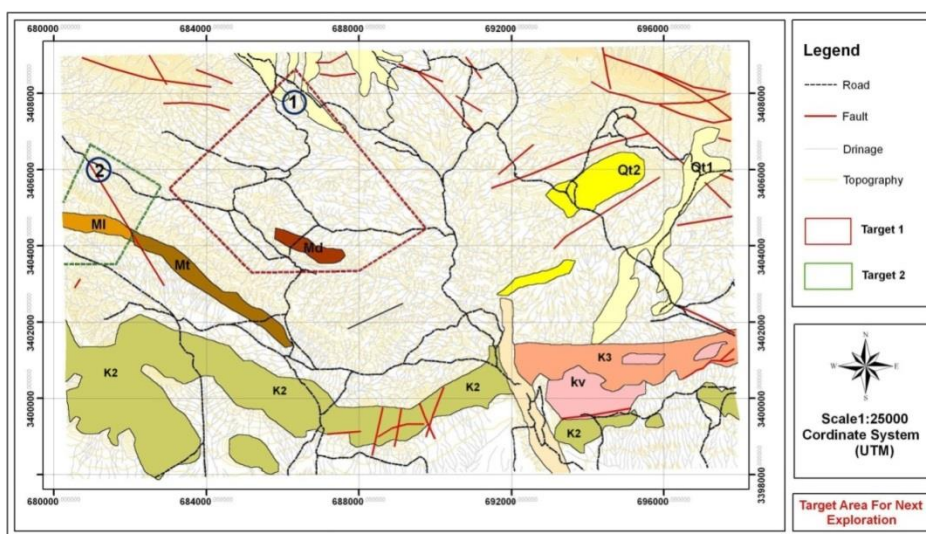 680000 684000 688000 692000 696000
Legend
Road
Fault
Drinage
Topography
Target 1
Target 2
N
W E
S
Scale1:25000
Cordinate System
(UTM)
Target Area For Next
Exploration
3408000
3406000
3404000
3402000
3400000
3398000
1
2
Qt2
Qt1
Ml
Md
Mt
K2
K2
K2
K3
kv
K2
3408000
3406000
3404000
3402000
3400000
3398000
680000 684000 688000 692000 696000